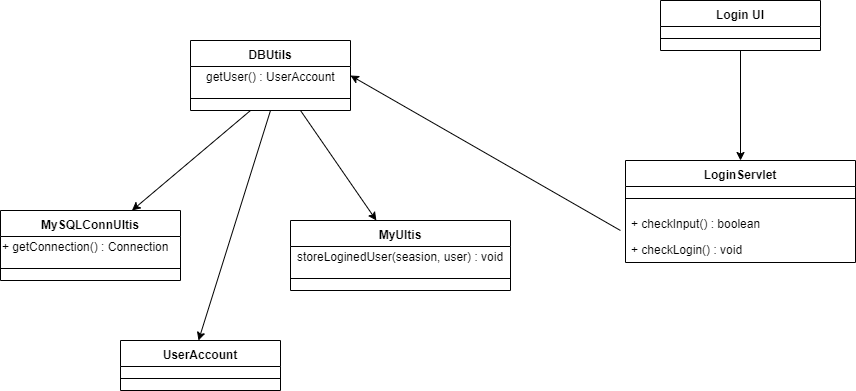 Login UI
DBUtils
getUser() : UserAccount
LoginServlet
+ checkInput() : boolean
+ checkLogin() : void
MySQLConnUltis
+ getConnection() : Connection
MyUltis
storeLoginedUser(seasion, user) : void
UserAccount